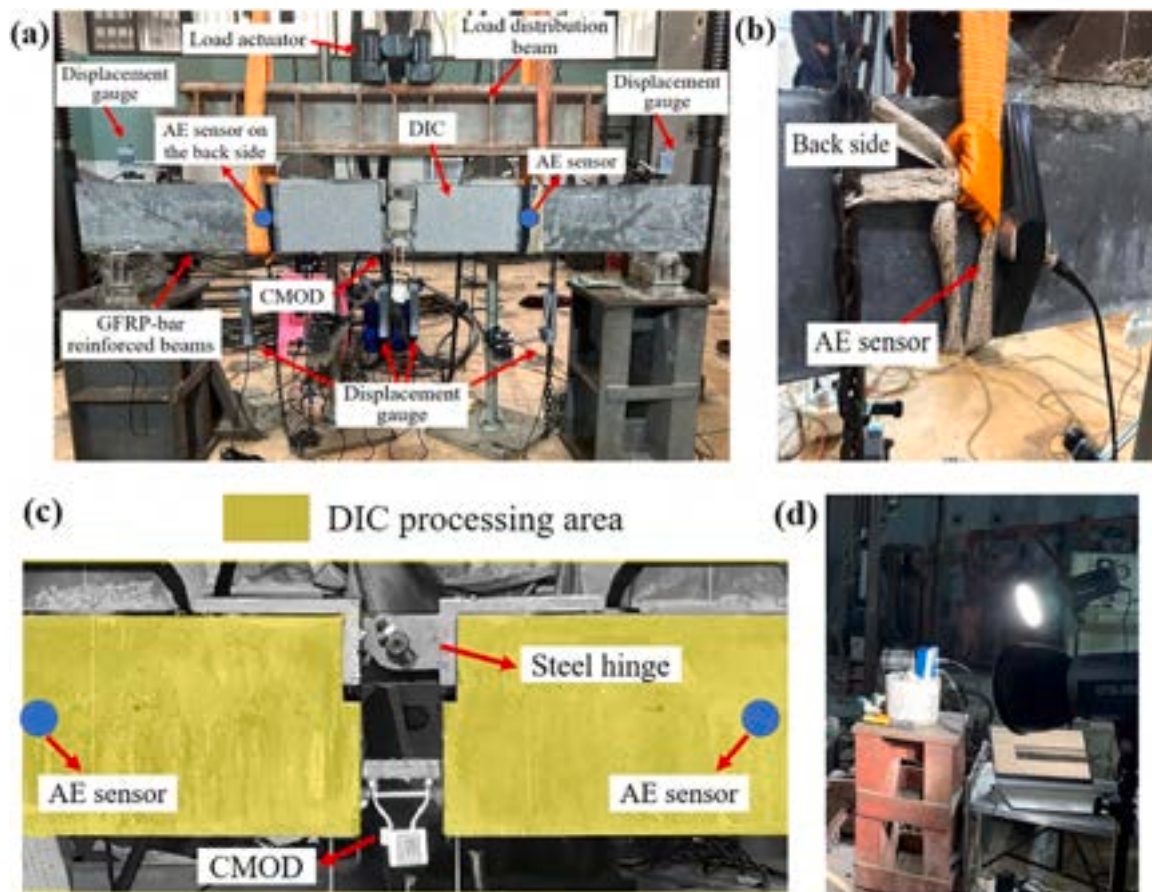 (a)
Load actuator
Load distribution
beam
Displacement
gauge
Displacement
gauge
AE sensor on
the back side
DIC
AE sensor
CMOD
GFRP-bar
reinforced beams
Displacement
gauge
(b)
Back side
AE sensor
(c)
DIC processing area
Steel hinge
AE sensor
AE sensor
CMOD
(d)